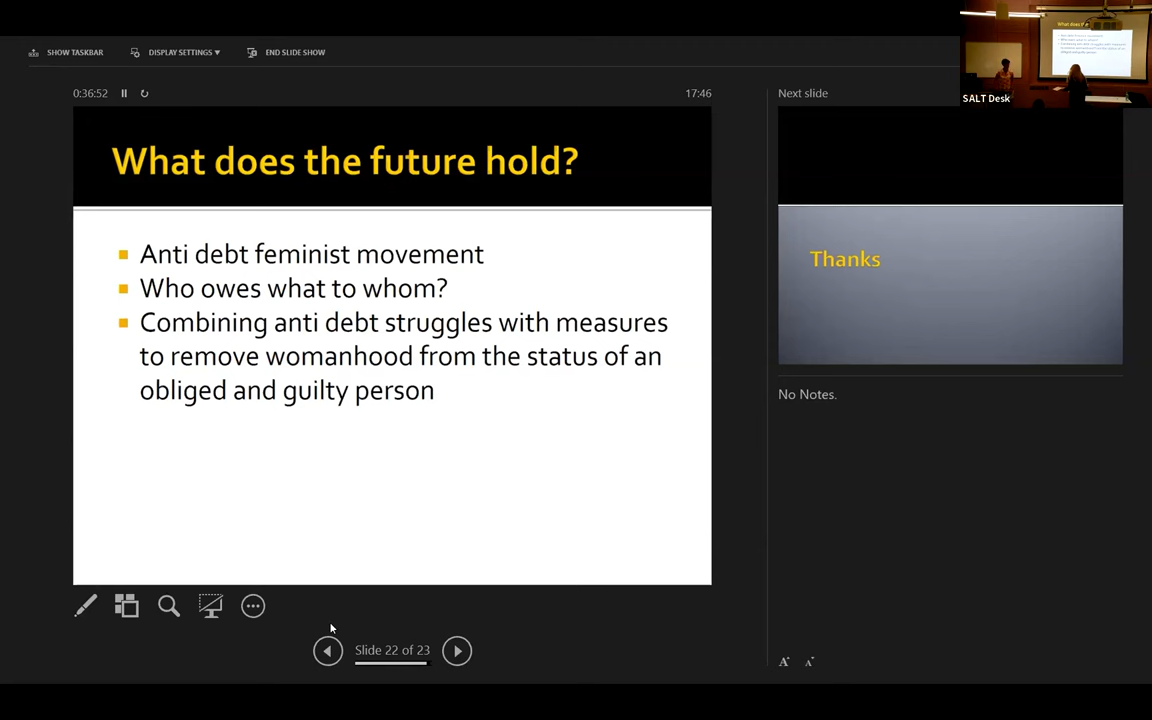 SHOW TASKBAR
DISPLAY SETTINGS ▼
END SLIDE SHOW
SALT Desk
0:36:52
17:46
Next slide
What does the future hold?
Anti debt feminist movement
Who owes what to whom?
Combining anti debt struggles with measures
to remove womanhood from the status of an
obliged and guilty person
Thanks
No Notes.
Slide 22 of 23
A
A